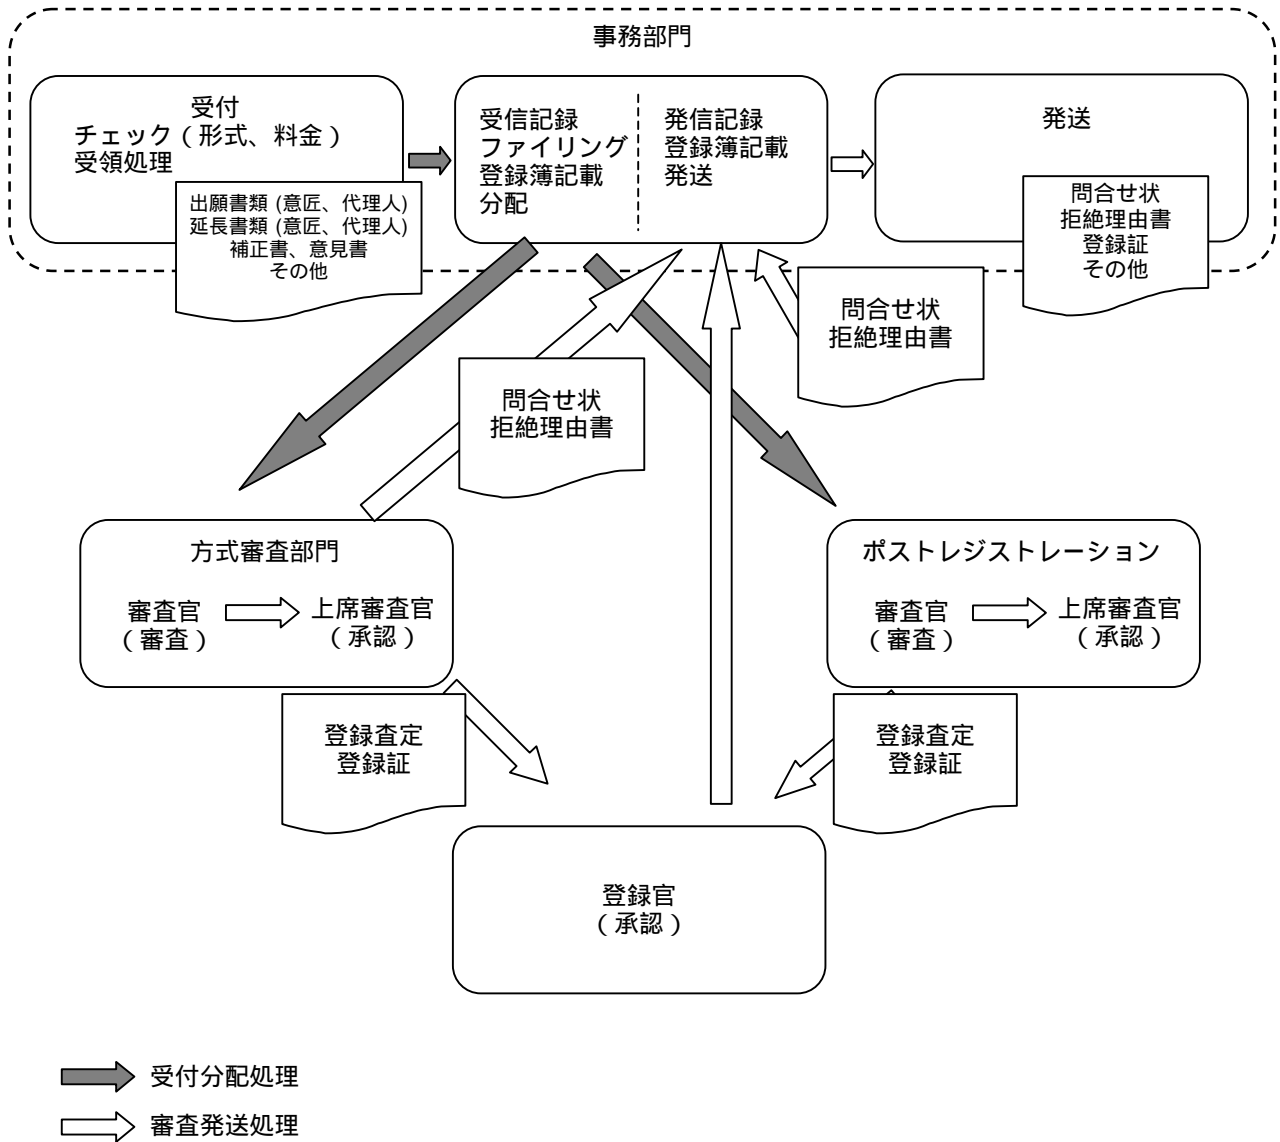 事務部門
受付
チェック(形式、料金)
受領処理
出願書類 (意匠、代理人)
延長書類 (意匠、代理人)
補正書、意見書
その他
受信記録
ファイリング
登録簿記載
分配
発信記録
登録簿記載
発送
発送
問合せ状
拒絶理由書
登録証
その他
問合せ状
拒絶理由書
問合せ状
拒絶理由書
方式審査部門
審査官
(審査)
上席審査官
(承認)
ポストレジストレーション
審査官
(審査)
上席審査官
(承認)
登録査定
登録証
登録査定
登録証
登録官
(承認)
受付分配処理
審査発送処理